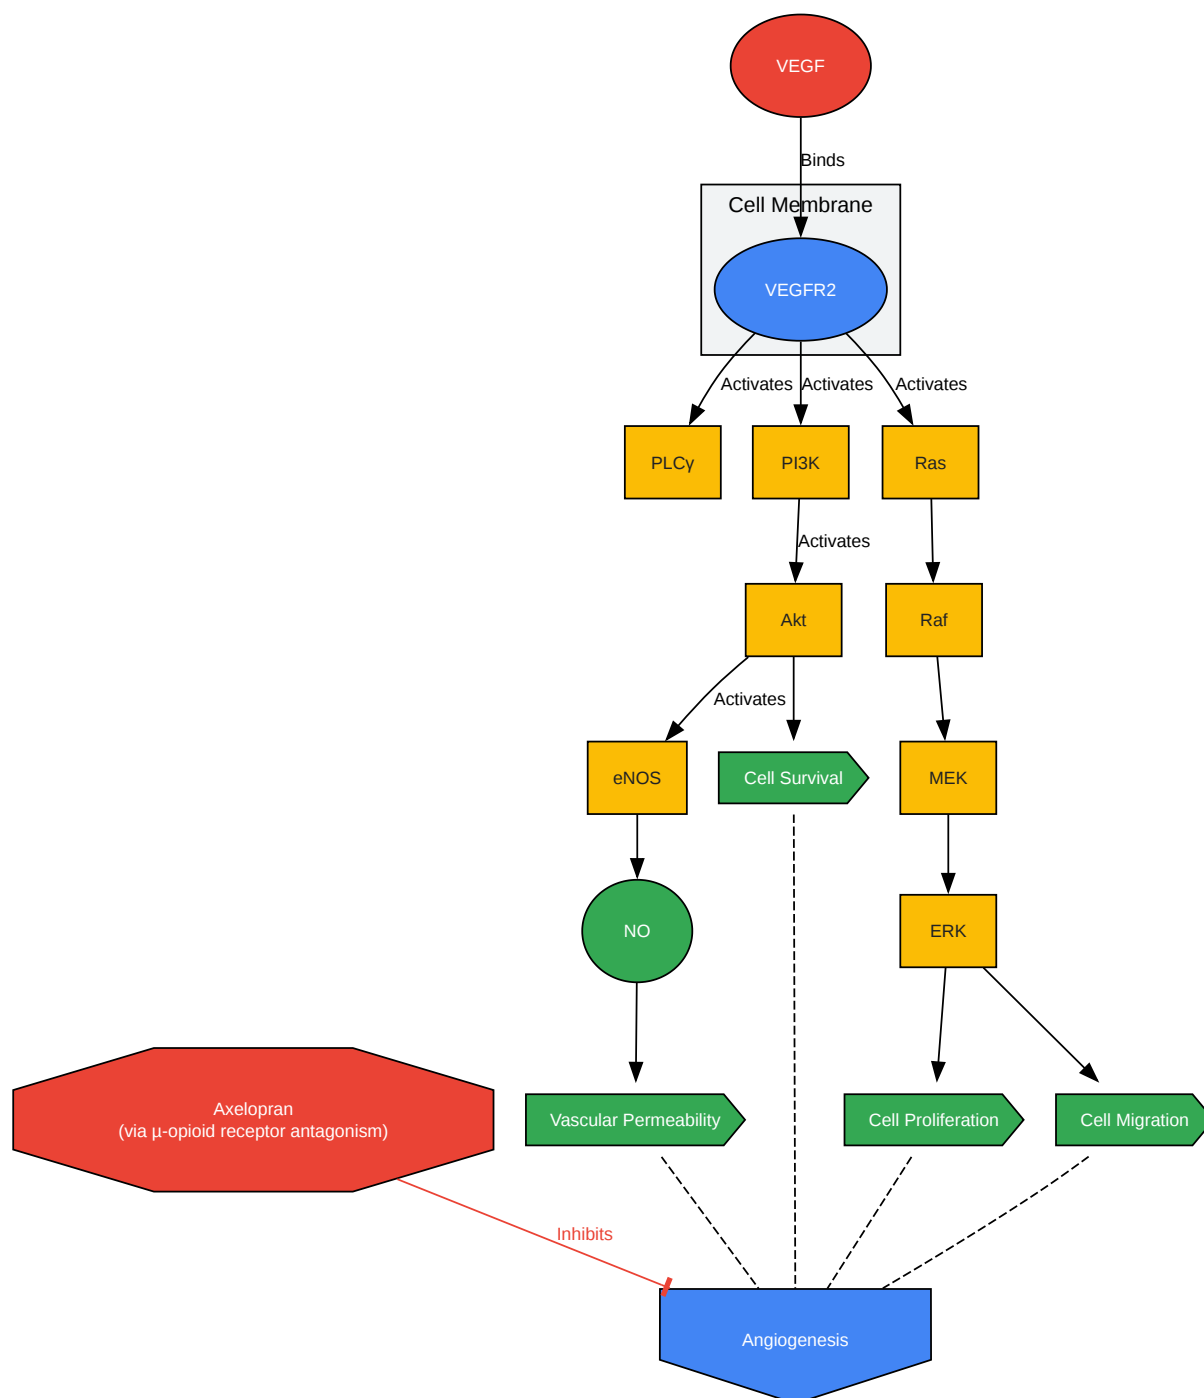 VEGF
Binds
Cell Membrane
VEGFR2
Activates
Activates
Activates
PLCγ
PI3K
Ras
Activates
Akt
Raf
Activates
eNOS
Cell Survival
MEK
NO
ERK
Axelopran
(via µ-opioid receptor antagonism)
Vascular Permeability
Cell Proliferation
Cell Migration
Inhibits
Angiogenesis